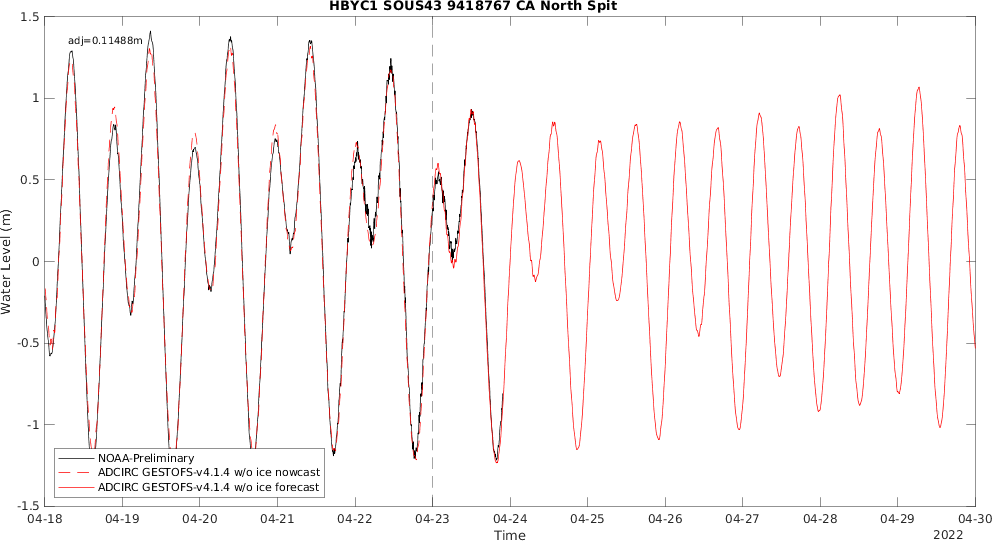 HBYC1 SOUS43 9418767 CA North Spit
adj=0.11488m
1.5
1
0.5
0
-0.5
-1
-1.5
Water Level (m)
NOAA-Preliminary
ADCIRC GESTOFS-v4.1.4 w/o ice nowcast
ADCIRC GESTOFS-v4.1.4 w/o ice forecast
04-18 04-19 04-20 04-21 04-22 04-23 04-24 04-25 04-26 04-27 04-28 04-29 04-30
Time
2022